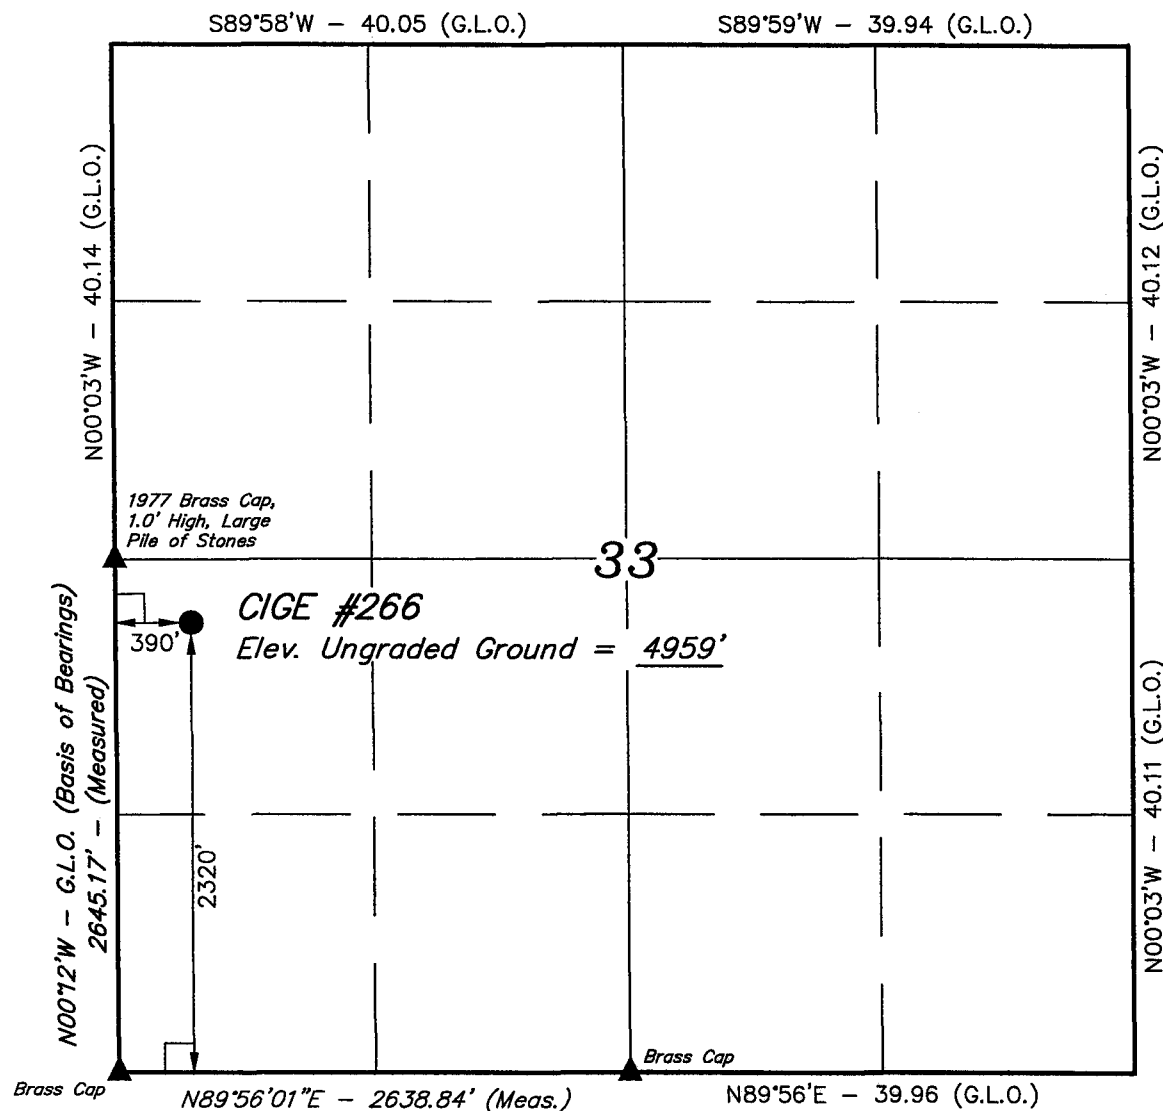 S89°58'W - 40.05 (G.L.O.)
S89°59'W - 39.94 (G.L.O.)
N00°03'W - 40.14 (G.L.O.)
N00°03'W - 40.12 (G.L.O.)
1977 Brass Cap,
1.0' High, Large
Pile of Stones
33
CIGE #266
Elev. Ungraded Ground = 4959'
390'
2320'
N00°12'W - G.L.O. (Basis of Bearings)
2645.17' - (Measured)
N00°03'W - 40.11 (G.L.O.)
Brass Cap
Brass Cap
N89°56'01"E - 2638.84' (Meas.)
N89°56'E - 39.96 (G.L.O.)